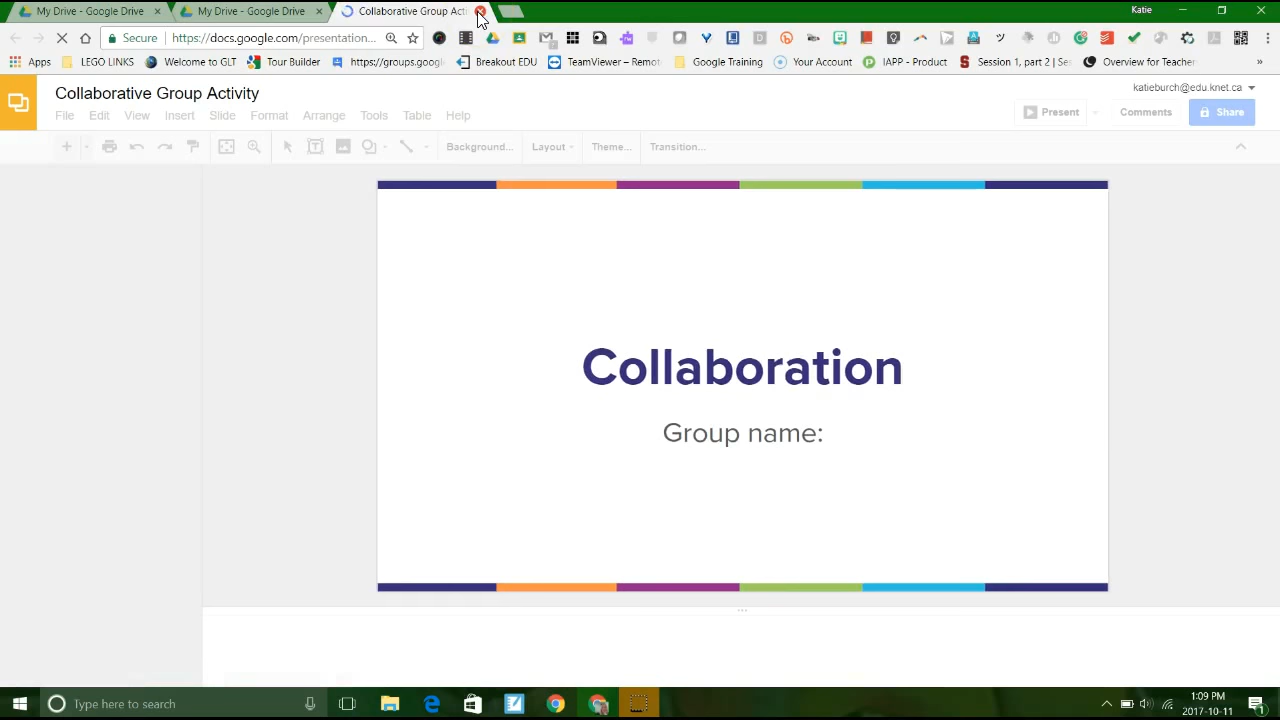 My Drive - Google Drive
My Drive - Google Drive
Collaborative Group Acti
Katie
Secure
https://docs.google.com/presentation...
Apps
LEGO LINKS
Welcome to GLT
Tour Builder
https://groups.goog
Breakout EDU
TeamViewer – Remot
Google Training
Your Account
IAPP - Product
Session 1, part 2 | Se
Overview for Teacher
»
Collaborative Group Activity
katieburch@edu.knet.ca
File Edit View Insert Slide Format Arrange Tools Table Help
Present
Comments
Share
Background...
Layout
Theme...
Transition...
Collaboration
Group name:
Type here to search
1:09 PM
2017-10-11